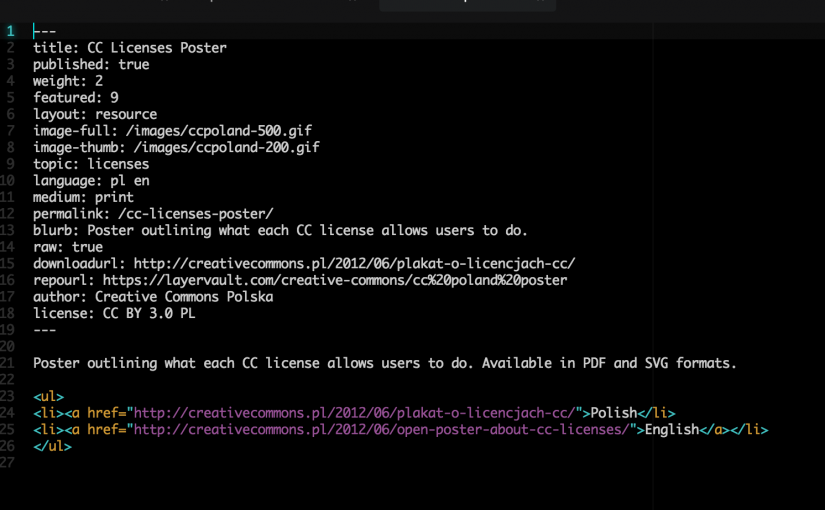 1 ---
2 title: CC Licenses Poster
3 published: true
4 weight: 2
5 featured: 9
6 layout: resource
7 image-full: /images/ccpoland-500.gif
8 image-thumb: /images/ccpoland-200.gif
9 topic: licenses
10 language: pl en
11 medium: print
12 permalink: /cc-licenses-poster/
13 blurb: Poster outlining what each CC license allows users to do.
14 raw: true
15 downloadurl: http://creativecommons.pl/2012/06/plakat-o-licencjach-cc/
16 repourl: https://layervault.com/creative-commons/cc%20poland%20poster
17 author: Creative Commons Polska
18 license: CC BY 3.0 PL
19 ---
20
21 Poster outlining what each CC license allows users to do. Available in PDF and SVG formats.
22
23 <ul>
24 <li><a href="http://creativecommons.pl/2012/06/plakat-o-licencjach-cc/">Polish</li>
25 <li><a href="http://creativecommons.pl/2012/06/open-poster-about-cc-licenses/">English</a></li>
26 </ul>
27